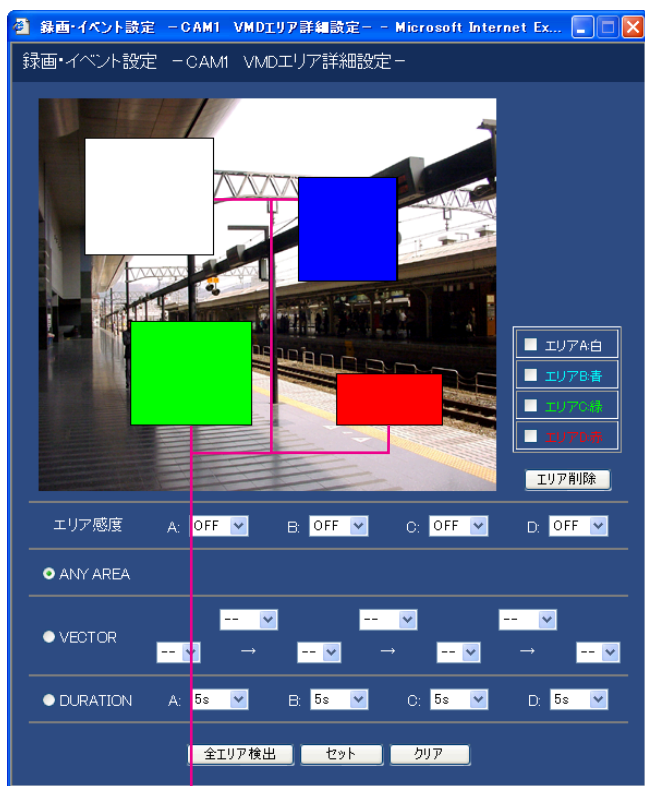 録画・イベント設定 －CAM1 VMDエリア詳細設定－ - Microsoft Internet Ex...
録画・イベント設定 －CAM1 VMDエリア詳細設定－
エリアA:白
エリアB:青
エリアC:緑
エリアD:赤
エリア削除
エリア感度 A: OFF B: OFF C: OFF D: OFF
ANY AREA
-- -- --
VECTOR
-- → -- → -- → --
DURATION A: 5s B: 5s C: 5s D: 5s
全エリア検出 セット クリア